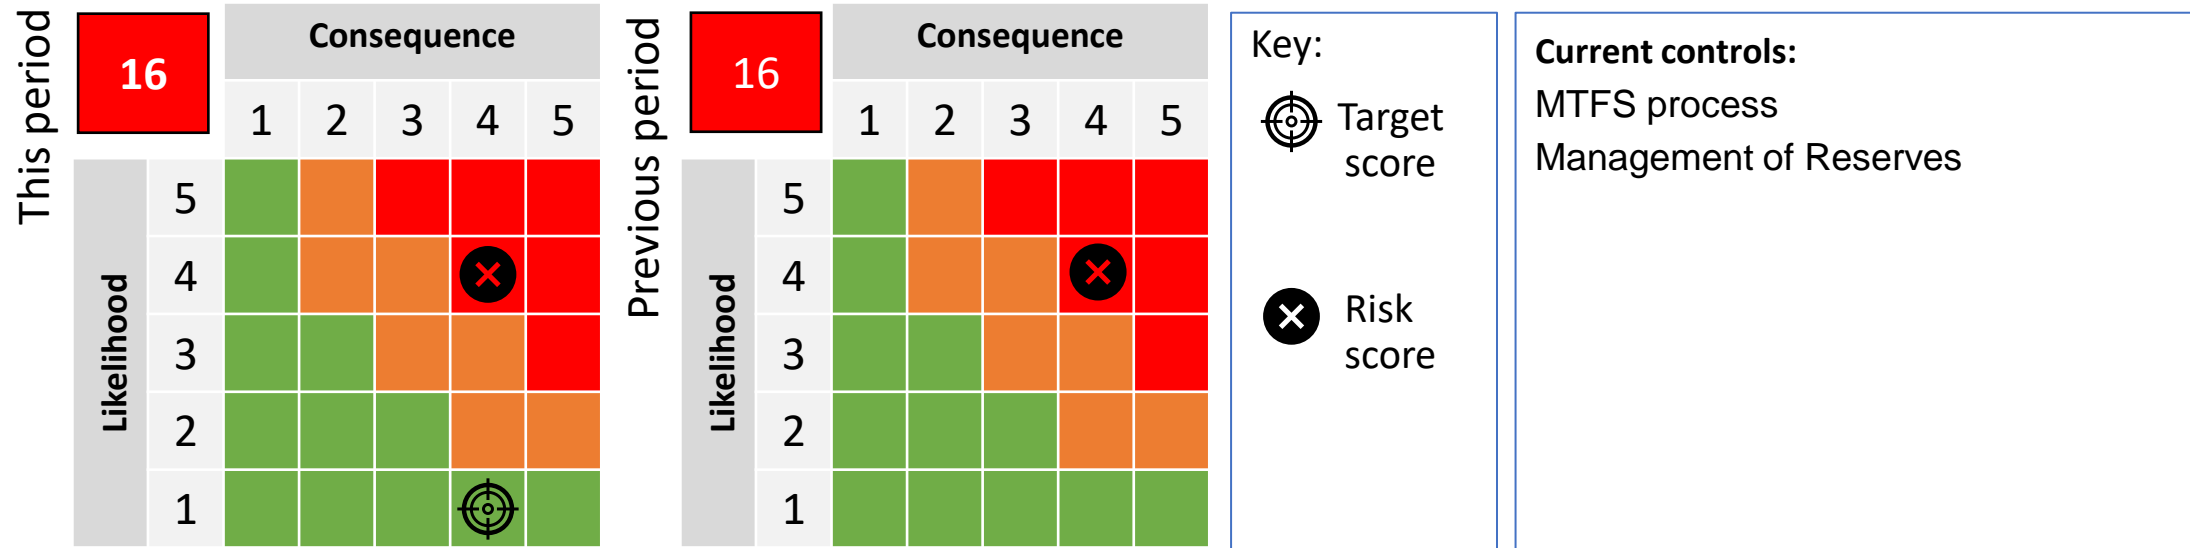 This period
16
Consequence
1 2 3 4 5
Likelihood
5
4
3
2
1
Previous period
16
Consequence
1 2 3 4 5
Likelihood
5
4
3
2
1
Key:
Target
score
Risk
score
Current controls:
MTFS process
Management of Reserves